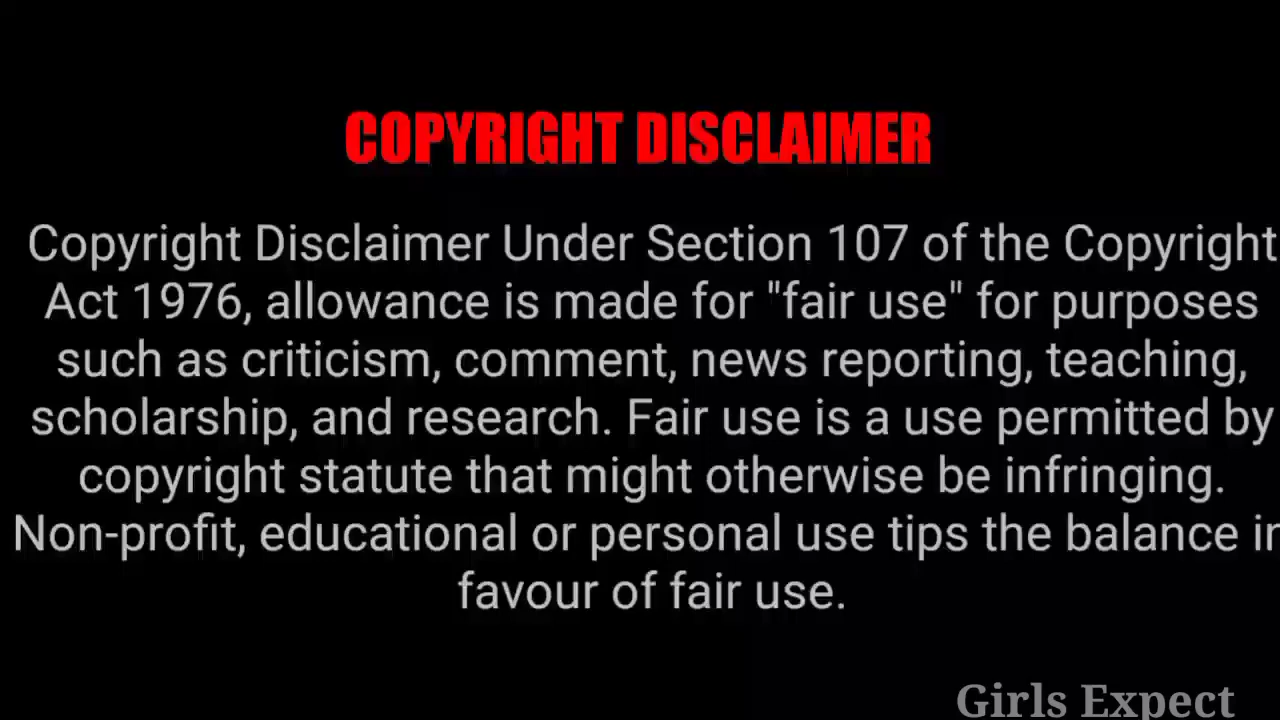 COPYRIGHT DISCLAIMER
Copyright Disclaimer Under Section 107 of the Copyright
Act 1976, allowance is made for "fair use" for purposes
such as criticism, comment, news reporting, teaching,
scholarship, and research. Fair use is a use permitted by
copyright statute that might otherwise be infringing.
Non-profit, educational or personal use tips the balance in
favour of fair use.
Girls Expect